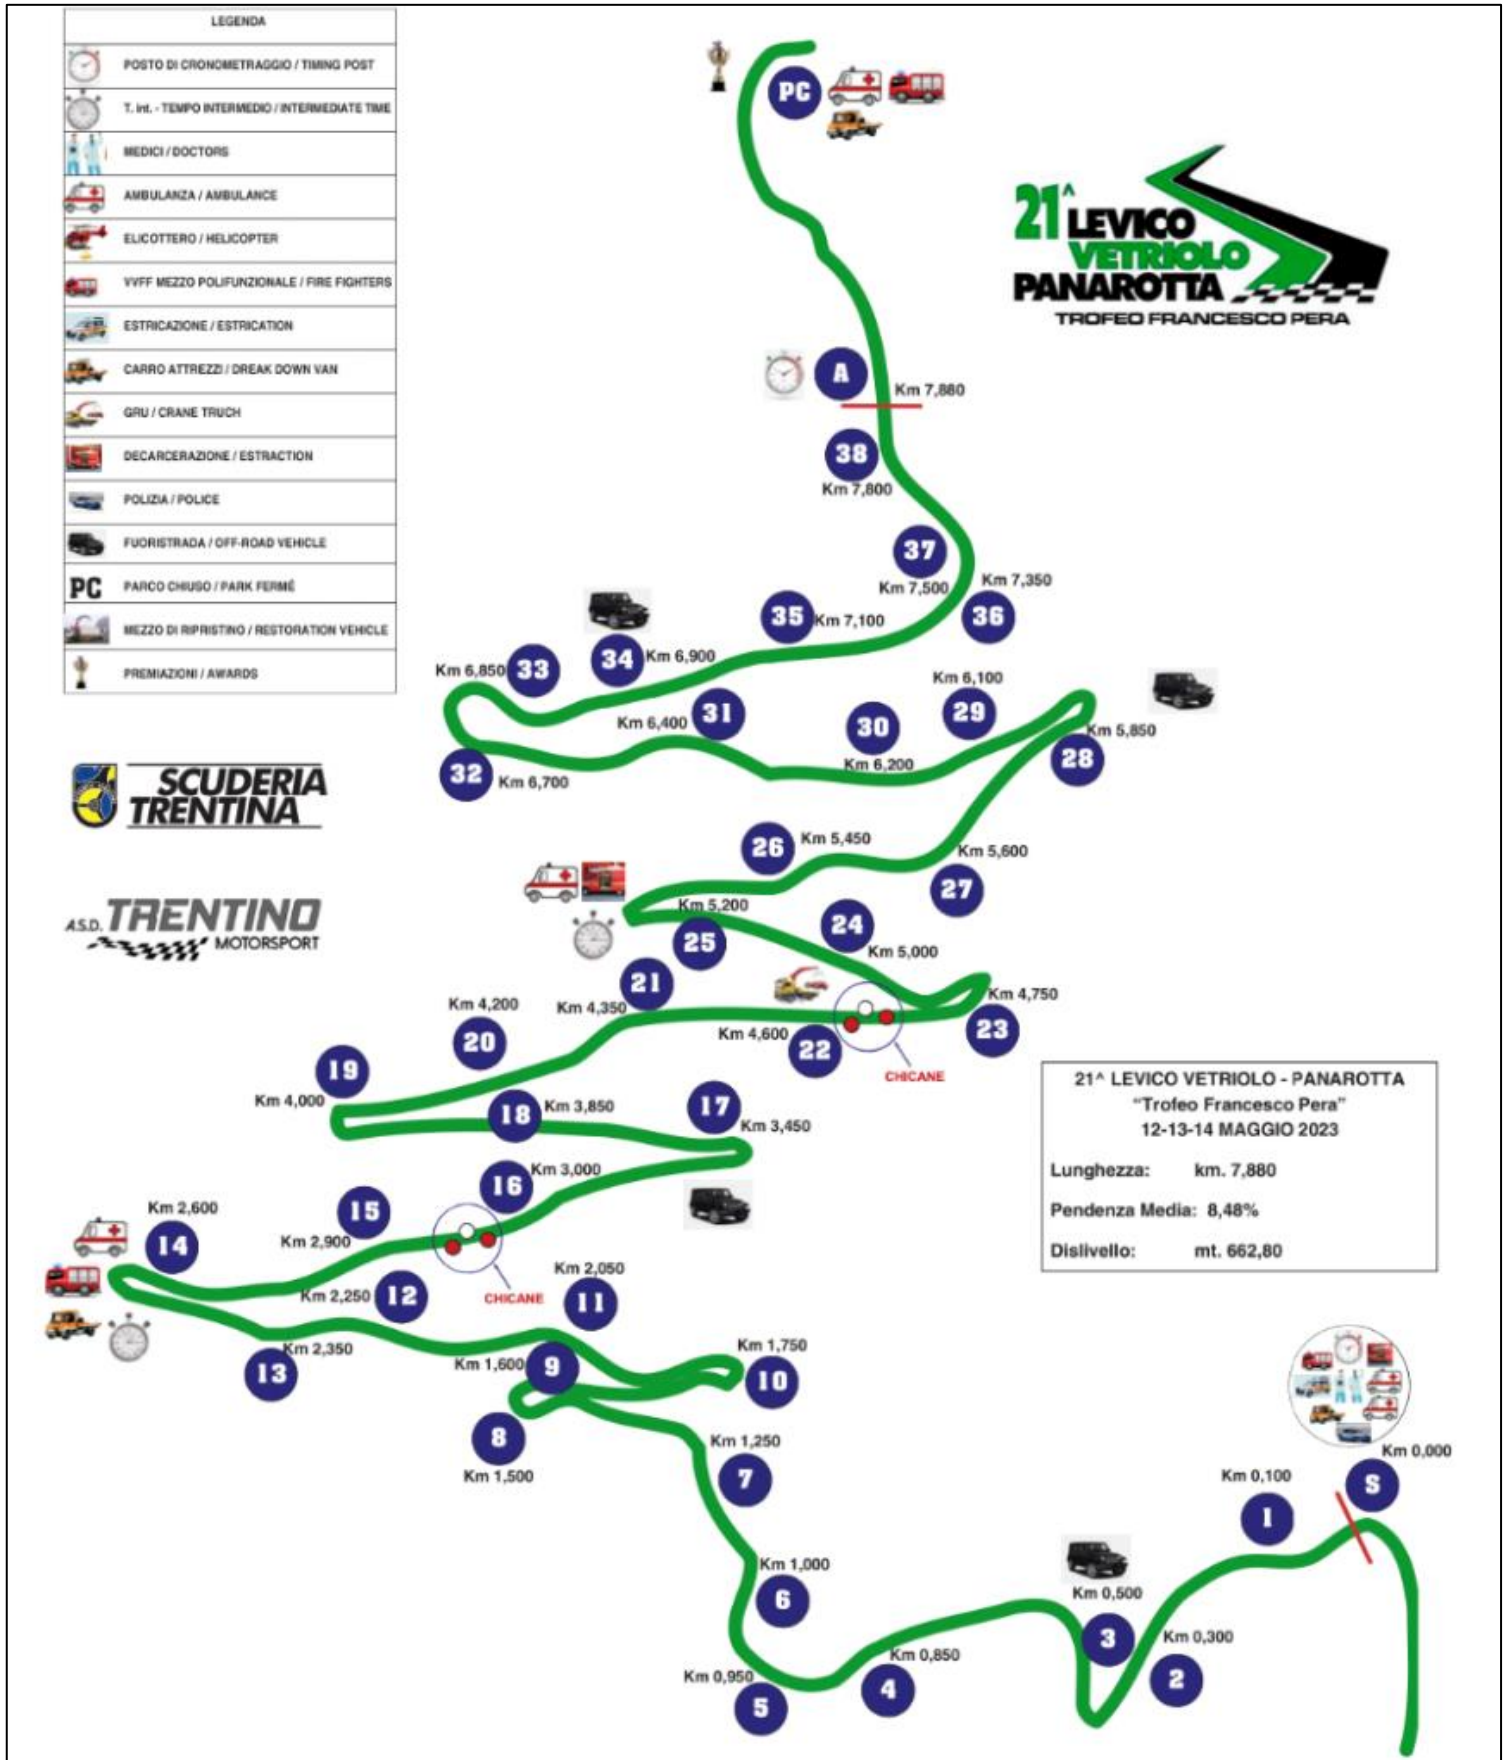 LEGENDA
POSTO DI CRONOMETRAGGIO / TIMING POST
T. int. - TEMPO INTERMEDIO / INTERMEDIATE TIME
MEDICI / DOCTORS
AMBULANZA / AMBULANCE
ELICOTTERO / HELICOPTER
VVFF MEZZO POLIFUNZIONALE / FIRE FIGHTERS
ESTRICAZIONE / ESTRICATION
CARRO ATTREZZI / DREAK DOWN VAN
GRU / CRANE TRUCH
DECARCERAZIONE / ESTRACTION
POLIZIA / POLICE
FUORISTRADA / OFF-ROAD VEHICLE
PC PARCO CHIUSO / PARK FERMÉ
MEZZO DI RIPRISTINO / RESTORATION VEHICLE
PREMIAZIONI / AWARDS
PC
21^ LEVICO
VETRIOLO
PANAROTTA
TROFEO FRANCESCO PERA
A
Km 7,880
38
Km 7,800
37
Km 7,500
Km 7,350
36
35
Km 7,100
34
Km 6,900
Km 6,850
33
Km 6,400
31
30
Km 6,200
Km 6,100
29
Km 5,850
28
32
Km 6,700
SCUDERIA
TRENTINA
26
Km 5,450
Km 5,600
27
A.S.D. TRENTINO
MOTORSPORT
Km 5,200
25
24
Km 5,000
21
Km 4,350
Km 4,200
20
Km 4,600
22
CHICANE
Km 4,750
23
19
Km 4,000
18
Km 3,850
17
Km 3,450
21^ LEVICO VETRIOLO - PANAROTTA
"Trofeo Francesco Pera"
12-13-14 MAGGIO 2023
Lunghezza: km. 7,880
Pendenza Media: 8,48%
Dislivello: mt. 662,80
16
Km 3,000
15
Km 2,900
Km 2,600
14
CHICANE
Km 2,250
12
Km 2,050
11
Km 2,350
13
Km 1,600
9
Km 1,750
10
8
Km 1,500
Km 1,250
7
Km 0,000
S
Km 0,100
1
Km 1,000
6
Km 0,500
3
Km 0,300
2
Km 0,850
4
Km 0,950
5